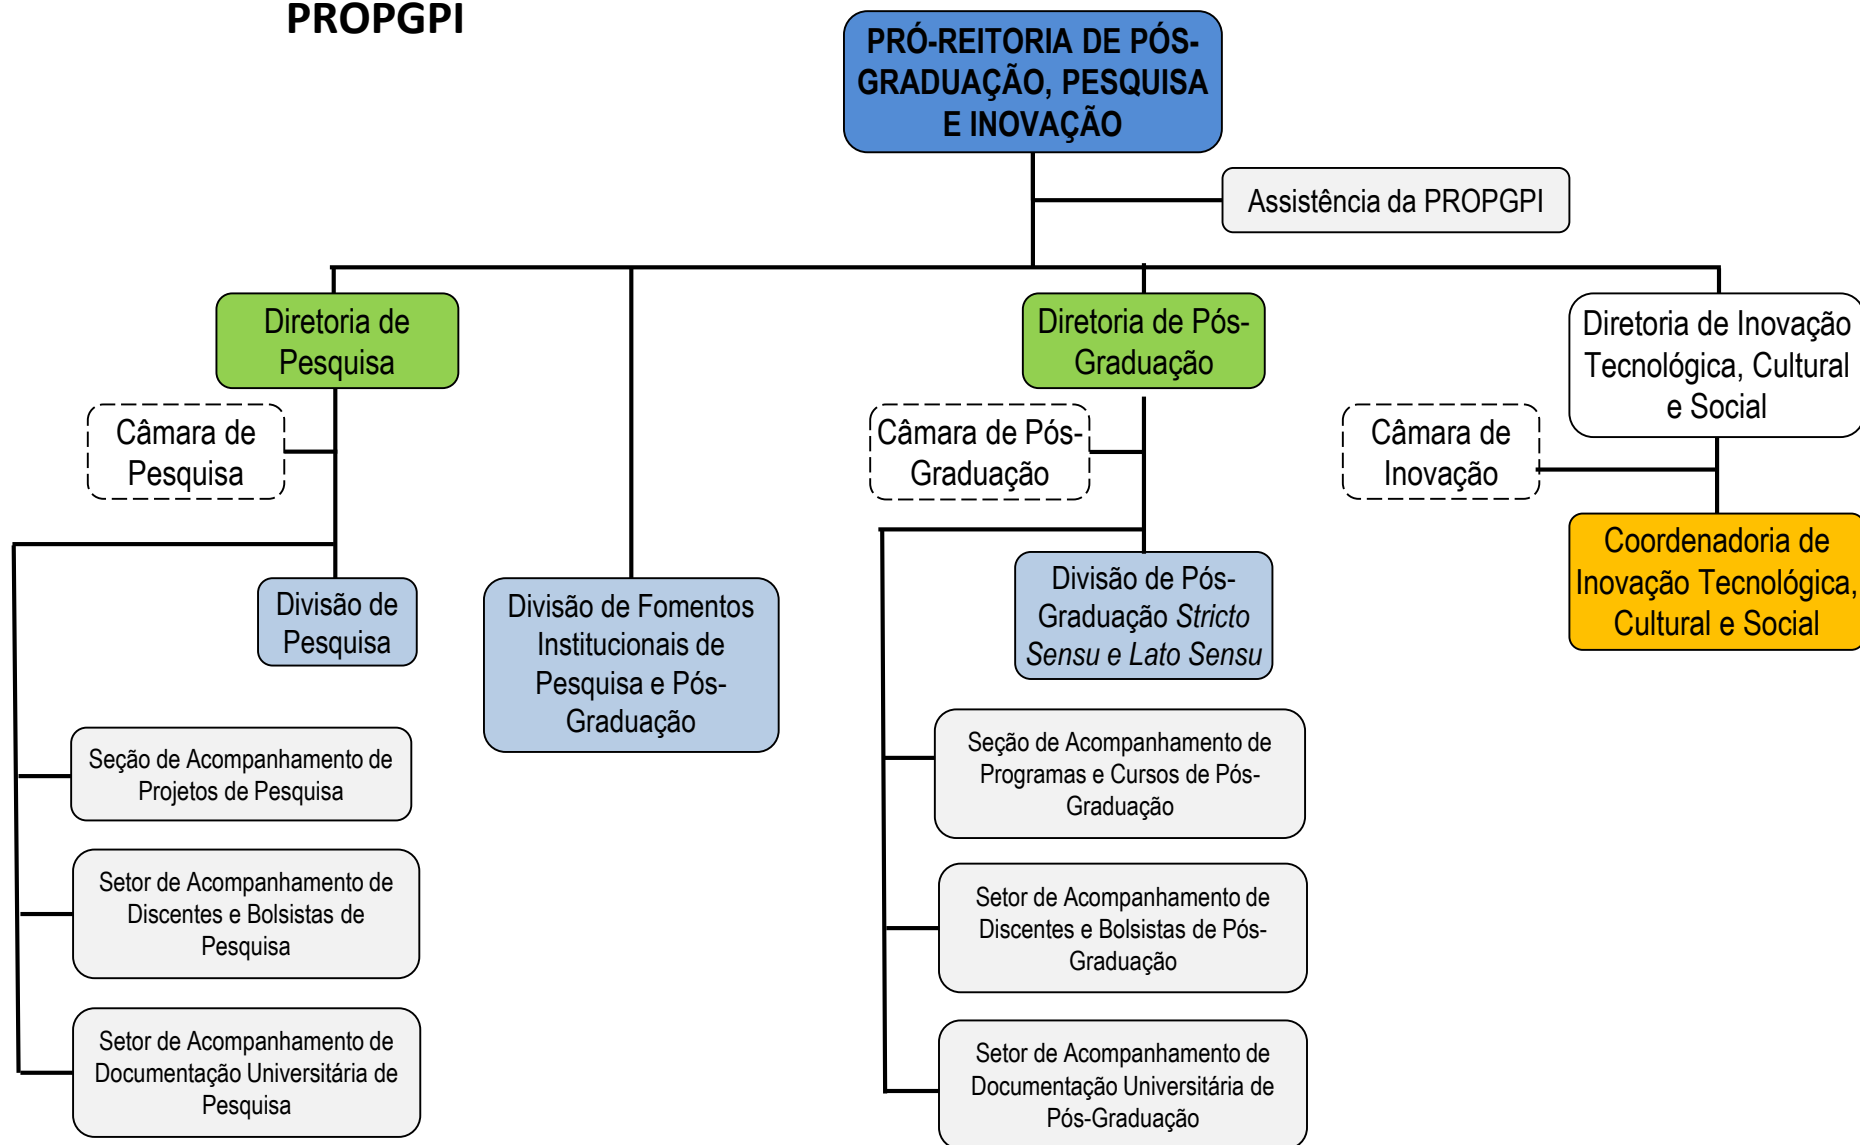 PROPGPI
PRÓ-REITORIA DE PÓS-
GRADUAÇÃO, PESQUISA
E INOVAÇÃO
Assistência da PROPGPI
Diretoria de
Pesquisa
Diretoria de Pós-
Graduação
Diretoria de Inovação
Tecnológica, Cultural
e Social
Câmara de
Pesquisa
Câmara de Pós-
Graduação
Câmara de
Inovação
Divisão de
Pesquisa
Divisão de Fomentos
Institucionais de
Pesquisa e Pós-
Graduação
Divisão de Pós-
Graduação Stricto
Sensu e Lato Sensu
Coordenadoria de
Inovação Tecnológica,
Cultural e Social
Seção de Acompanhamento de
Projetos de Pesquisa
Setor de Acompanhamento de
Discentes e Bolsistas de
Pesquisa
Setor de Acompanhamento de
Documentação Universitária de
Pesquisa
Seção de Acompanhamento de
Programas e Cursos de Pós-
Graduação
Setor de Acompanhamento de
Discentes e Bolsistas de Pós-
Graduação
Setor de Acompanhamento de
Documentação Universitária de
Pós-Graduação